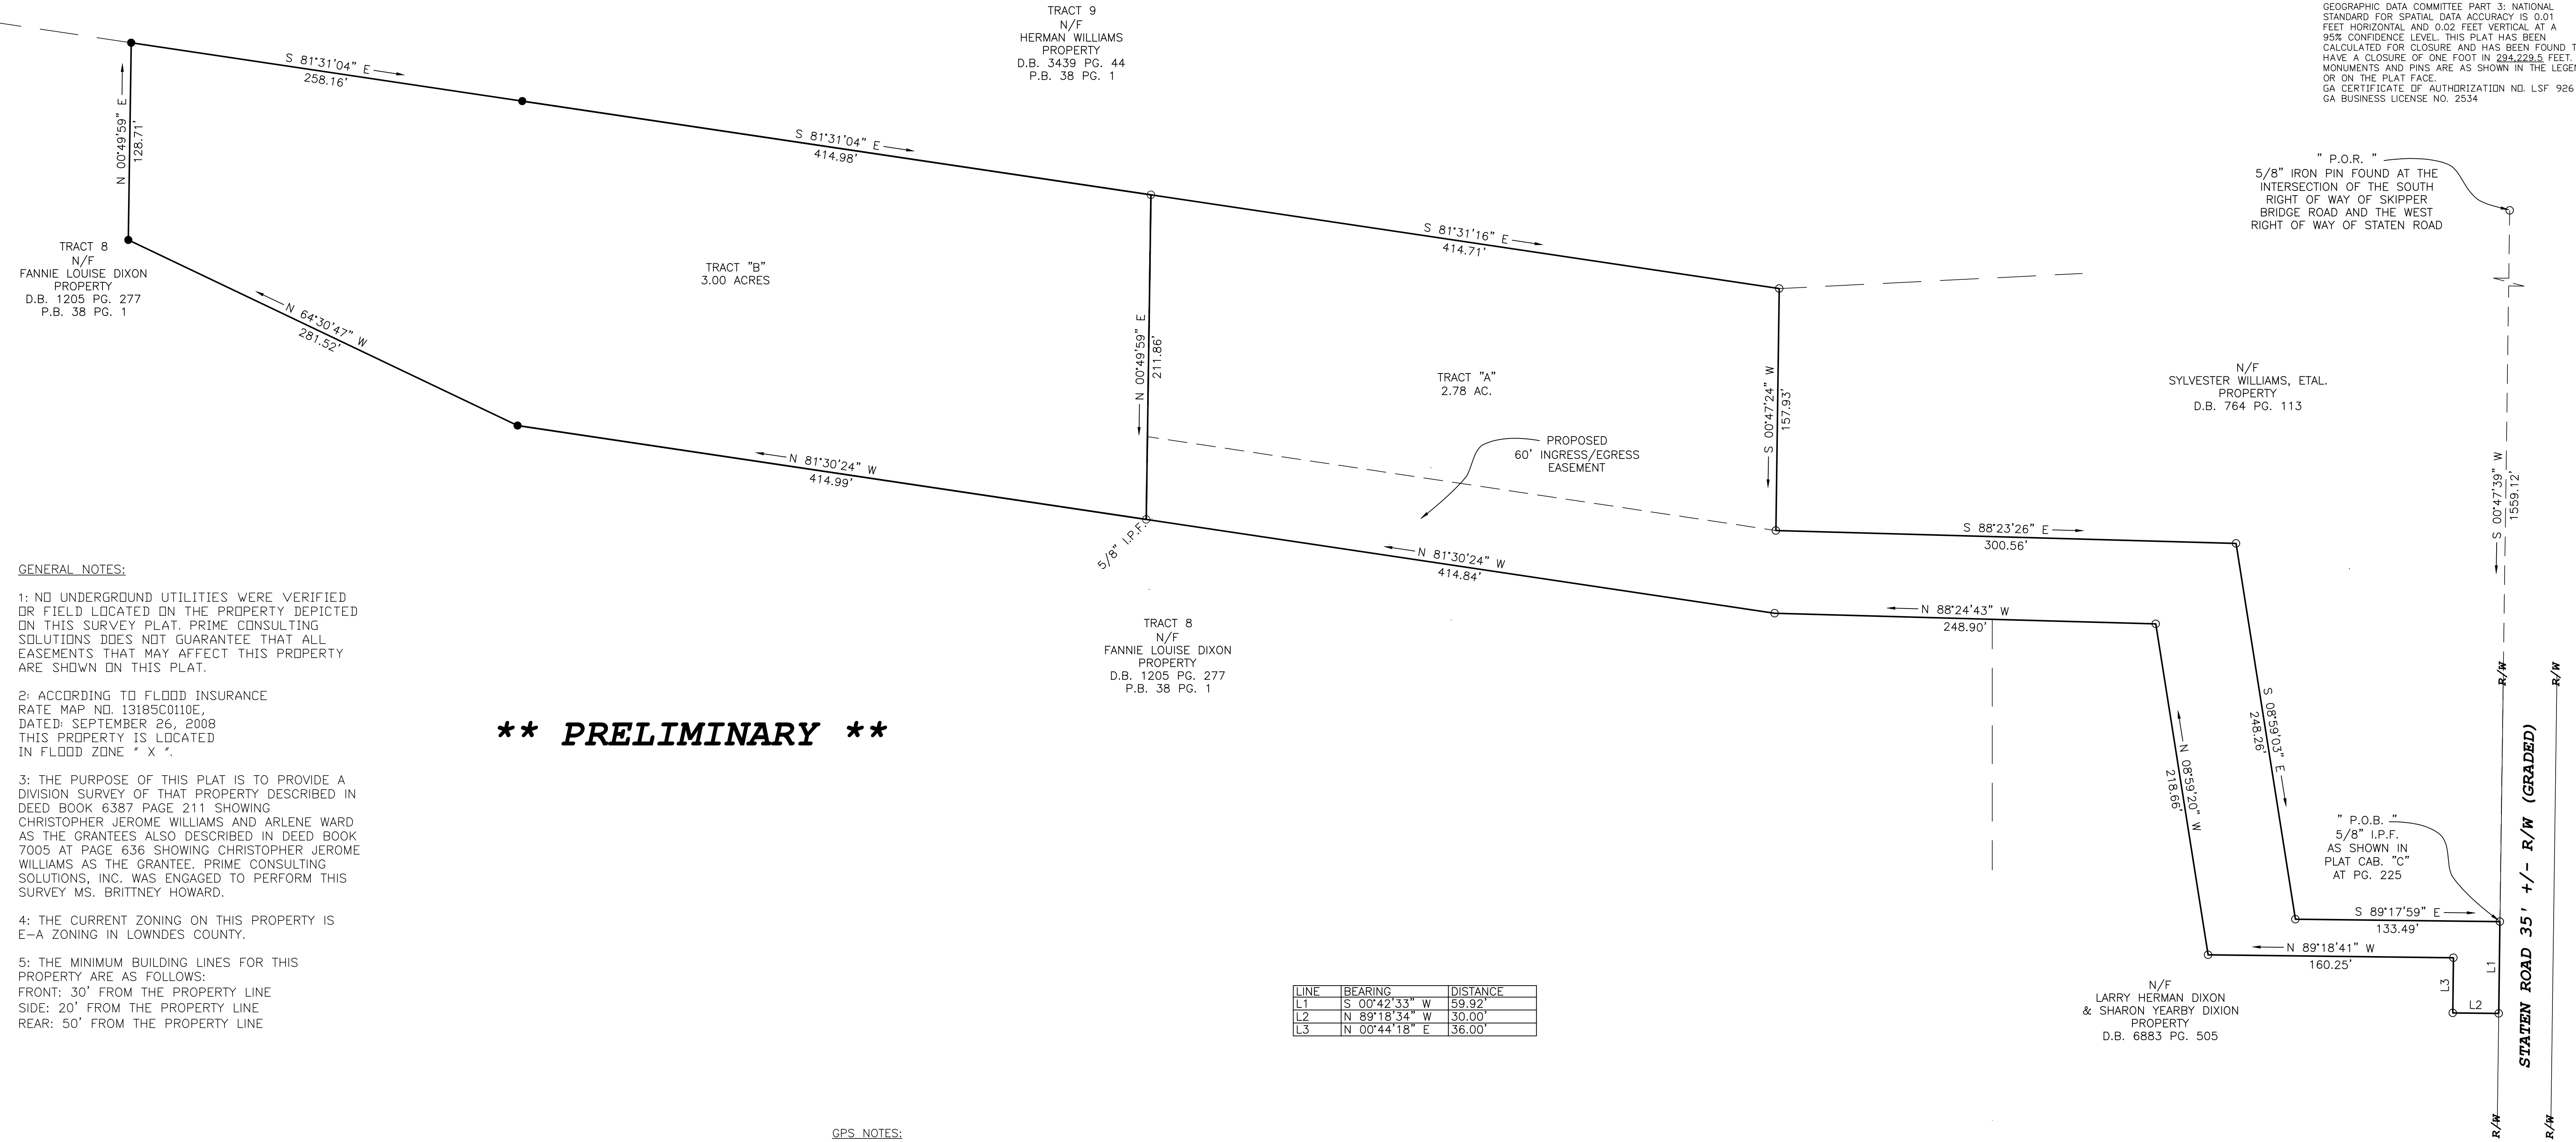 TRACT 9
N/F
HERMAN WILLIAMS
PROPERTY
D.B. 3439 PG. 44
P.B. 38 PG. 1
GEOGRAPHIC DATA COMMITTEE PART 3: NATIONAL
STANDARD FOR SPATIAL DATA ACCURACY IS 0.01
FEET HORIZONTAL AND 0.02 FEET VERTICAL AT A
95% CONFIDENCE LEVEL. THIS PLAT HAS BEEN
CALCULATED FOR CLOSURE AND HAS BEEN FOUND T
HAVE A CLOSURE OF ONE FOOT IN 294,229.5 FEET.
MONUMENTS AND PINS ARE AS SHOWN IN THE LEGEN
OR ON THE PLAT FACE.
GA CERTIFICATE OF AUTHORIZATION NO. LSF 926
GA BUSINESS LICENSE NO. 2534
S 81°31'04" E
258.16'
N 00°49'59" E
128.71'
S 81°31'04" E
414.98'
S 81°31'16" E
414.71'
" P.O.R. "
5/8" IRON PIN FOUND AT THE
INTERSECTION OF THE SOUTH
RIGHT OF WAY OF SKIPPER
BRIDGE ROAD AND THE WEST
RIGHT OF WAY OF STATEN ROAD
TRACT 8
N/F
FANNIE LOUISE DIXON
PROPERTY
D.B. 1205 PG. 277
P.B. 38 PG. 1
TRACT "B"
3.00 ACRES
N 64°30'47" W
281.52'
N 00°49'59" E
211.86'
TRACT "A"
2.78 AC.
S 00°47'24" W
157.93'
N/F
SYLVESTER WILLIAMS, ETAL.
PROPERTY
D.B. 764 PG. 113
S 00°47'39" W
1559.12'
PROPOSED
60' INGRESS/EGRESS
EASEMENT
N 81°30'24" W
414.99'
5/8" I.P.F.
N 81°30'24" W
414.84'
S 88°23'26" E
300.56'
N 88°24'43" W
248.90'
TRACT 8
N/F
FANNIE LOUISE DIXON
PROPERTY
D.B. 1205 PG. 277
P.B. 38 PG. 1
S 08°59'03" E
248.26'
N 08°59'20" W
218.66'
R/W
R/W
STATEN ROAD 35' +/- R/W (GRADED)
" P.O.B. "
5/8" I.P.F.
AS SHOWN IN
PLAT CAB. "C"
AT PG. 225
S 89°17'59" E
133.49'
N 89°18'41" W
160.25'
L1
L3
L2
N/F
LARRY HERMAN DIXON
& SHARON YEARBY DIXION
PROPERTY
D.B. 6883 PG. 505
R/W
R/W
GENERAL NOTES:
1: NO UNDERGROUND UTILITIES WERE VERIFIED
OR FIELD LOCATED ON THE PROPERTY DEPICTED
ON THIS SURVEY PLAT. PRIME CONSULTING
SOLUTIONS DOES NOT GUARANTEE THAT ALL
EASEMENTS THAT MAY AFFECT THIS PROPERTY
ARE SHOWN ON THIS PLAT.
2: ACCORDING TO FLOOD INSURANCE
RATE MAP NO. 13185C0110E,
DATED: SEPTEMBER 26, 2008
THIS PROPERTY IS LOCATED
IN FLOOD ZONE " X ".
3: THE PURPOSE OF THIS PLAT IS TO PROVIDE A
DIVISION SURVEY OF THAT PROPERTY DESCRIBED IN
DEED BOOK 6387 PAGE 211 SHOWING
CHRISTOPHER JEROME WILLIAMS AND ARLENE WARD
AS THE GRANTEES ALSO DESCRIBED IN DEED BOOK
7005 AT PAGE 636 SHOWING CHRISTOPHER JEROME
WILLIAMS AS THE GRANTEE. PRIME CONSULTING
SOLUTIONS, INC. WAS ENGAGED TO PERFORM THIS
SURVEY MS. BRITTNEY HOWARD.
4: THE CURRENT ZONING ON THIS PROPERTY IS
E-A ZONING IN LOWNDES COUNTY.
5: THE MINIMUM BUILDING LINES FOR THIS
PROPERTY ARE AS FOLLOWS:
FRONT: 30' FROM THE PROPERTY LINE
SIDE: 20' FROM THE PROPERTY LINE
REAR: 50' FROM THE PROPERTY LINE
** PRELIMINARY **
LINE BEARING DISTANCE
L1 S 00°42'33" W 59.92'
L2 N 89°18'34" W 30.00'
L3 N 00°44'18" E 36.00'
GPS NOTES: